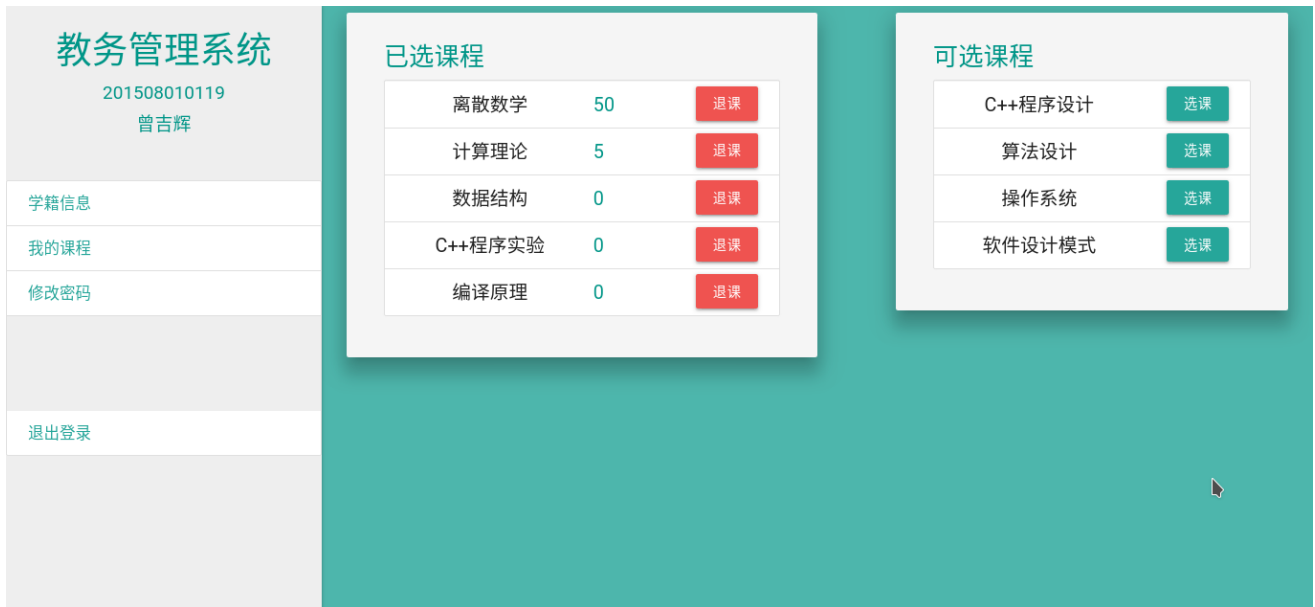 教务管理系统
201508010119
曾吉辉
学籍信息
我的课程
修改密码
退出登录
已选课程
离散数学 50 退课
计算理论 5 退课
数据结构 0 退课
C++程序实验 0 退课
编译原理 0 退课
可选课程
C++程序设计 选课
算法设计 选课
操作系统 选课
软件设计模式 选课